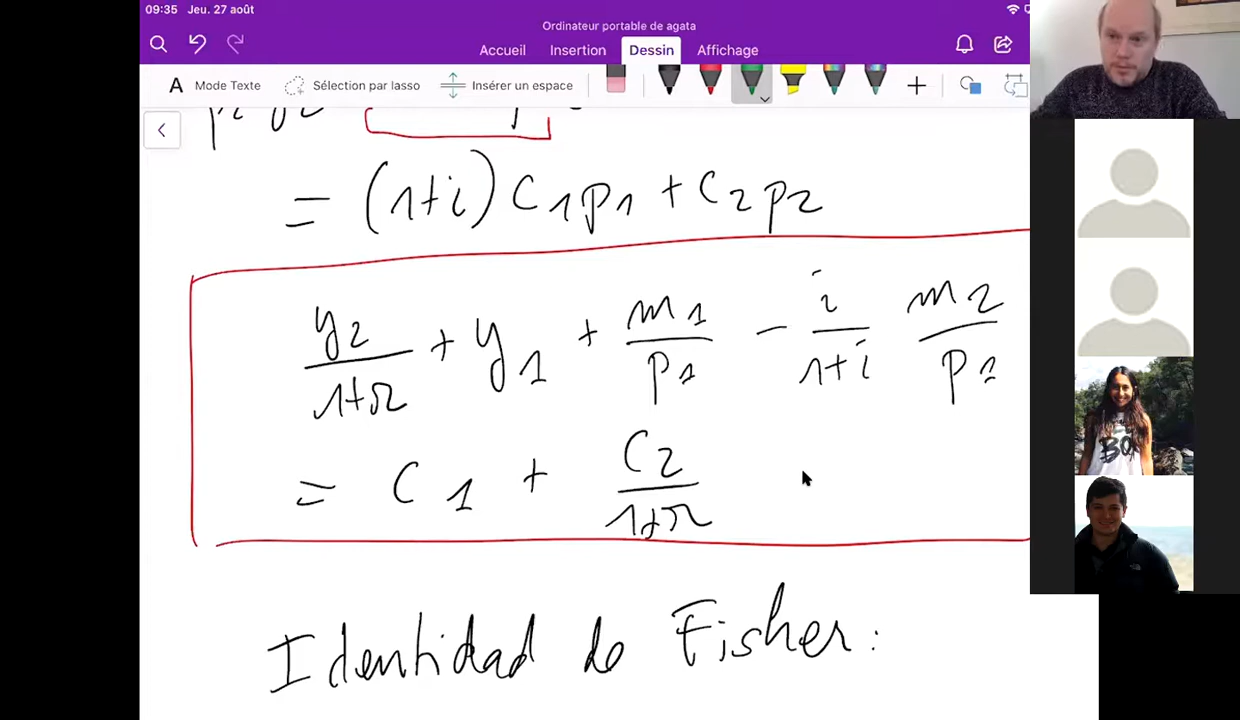 09:35 Jeu. 27 août
Ordinateur portable de agata
Accueil Insertion Dessin Affichage
A Mode Texte Sélection par lasso Insérer un espace
= (1+i) C1p1 + C2p2
y2/(1+r) + y1 + m1/p1 - i/(1+i) m2/p1
= C1 + C2/(1+r)
Identidad de Fisher: